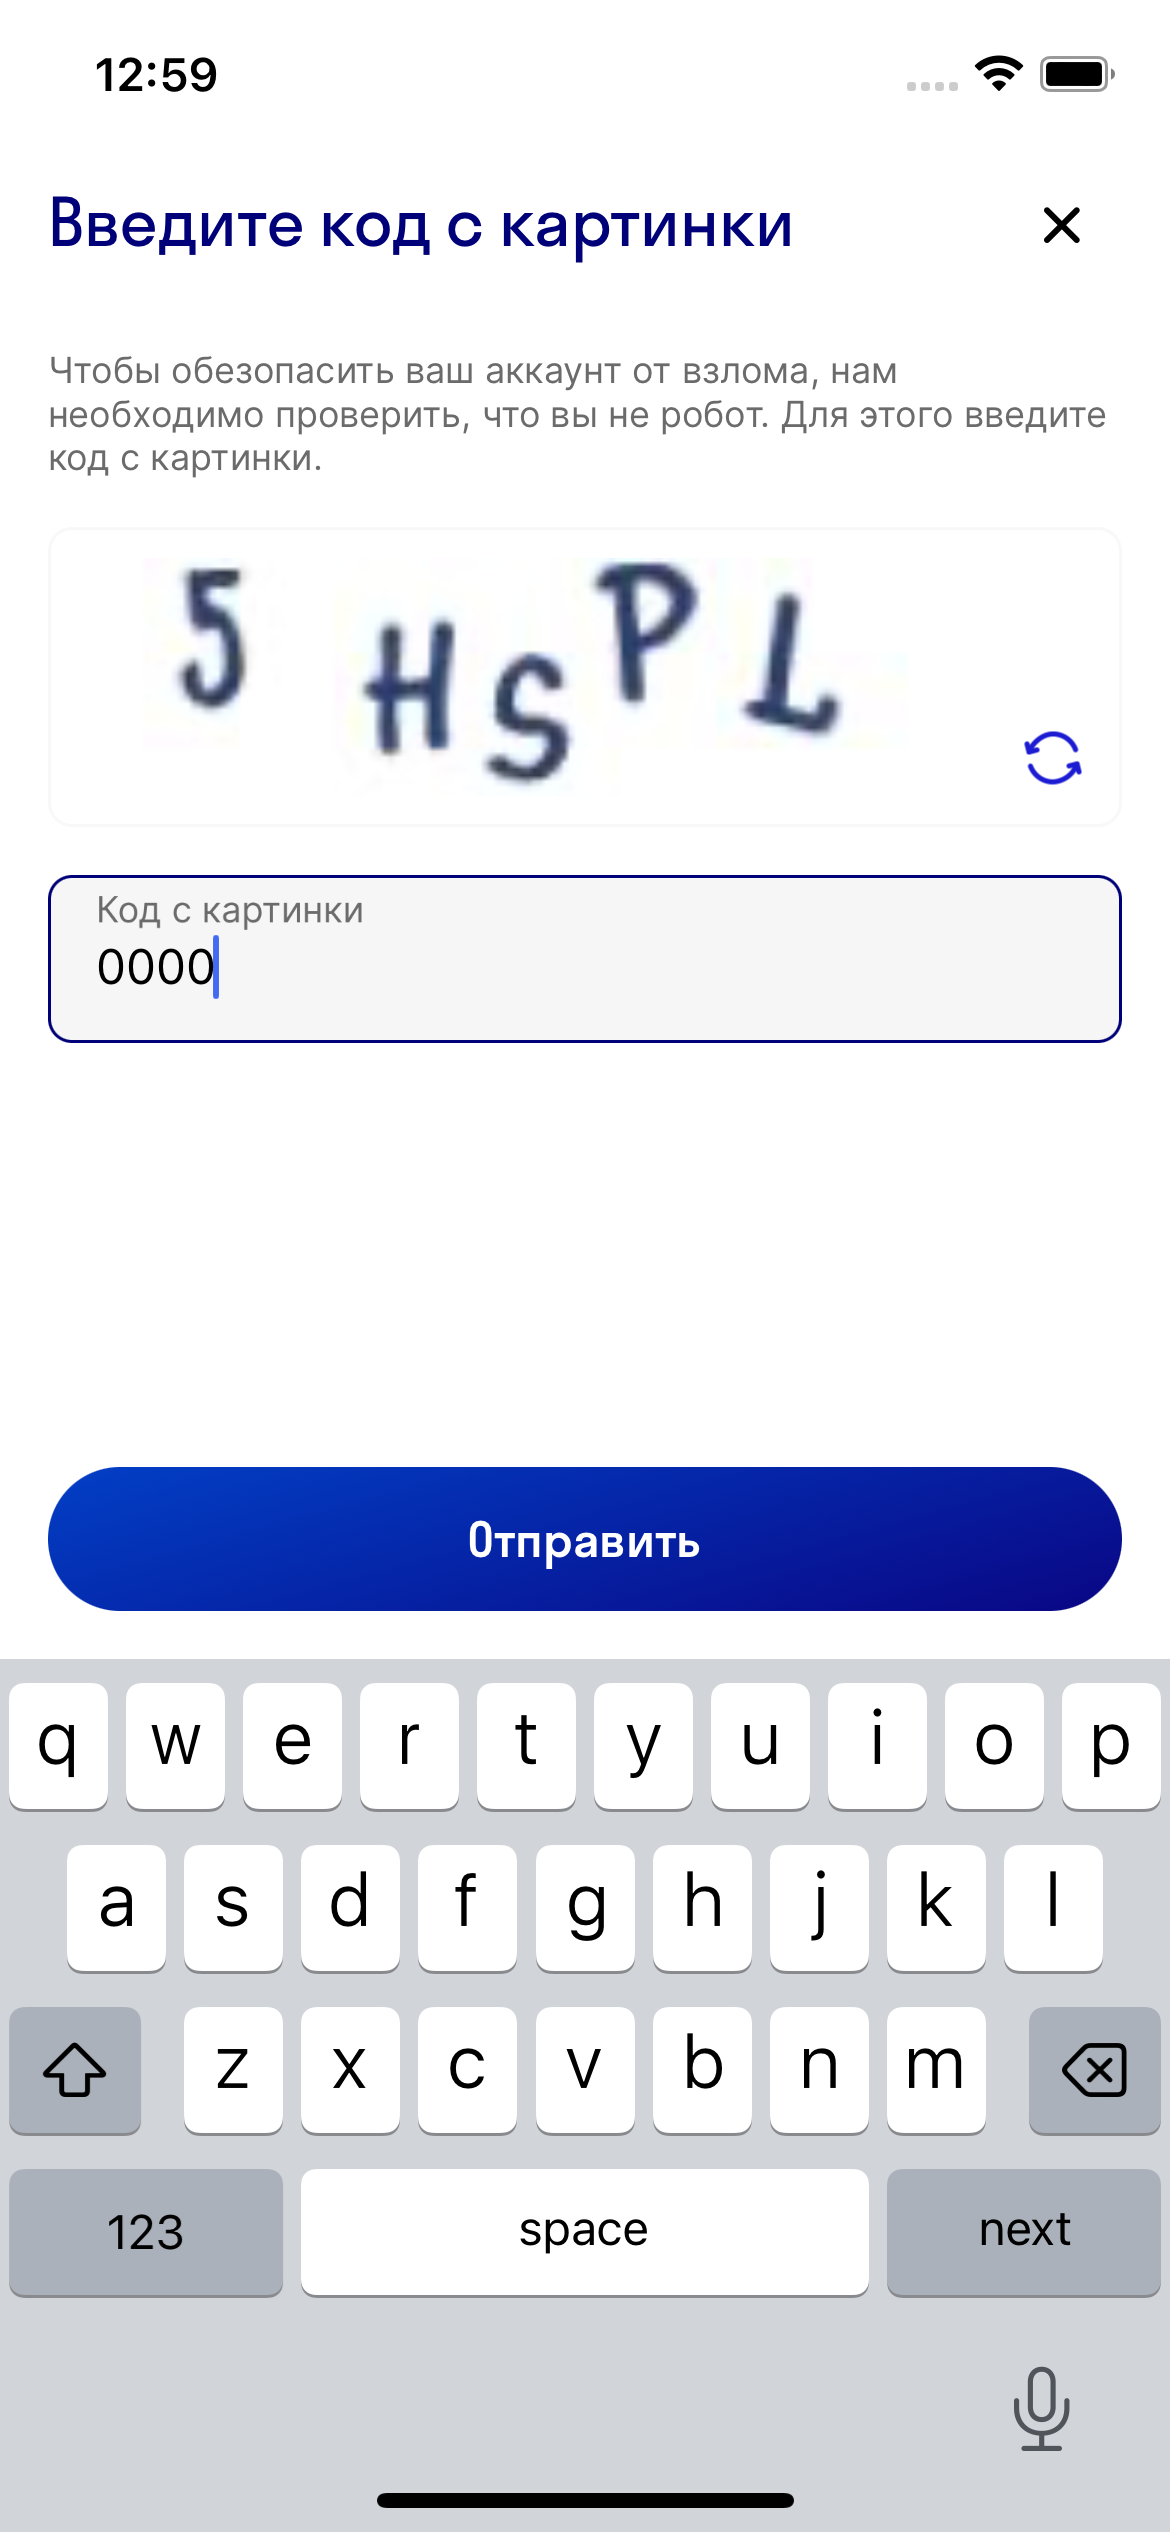 12:59
Введите код с картинки
Чтобы обезопасить ваш аккаунт от взлома, нам
необходимо проверить, что вы не робот. Для этого введите
код с картинки.
5 H S P L
Код с картинки
0000
Отправить
q w e r t y u i o p
a s d f g h j k l
z x c v b n m
123 space next